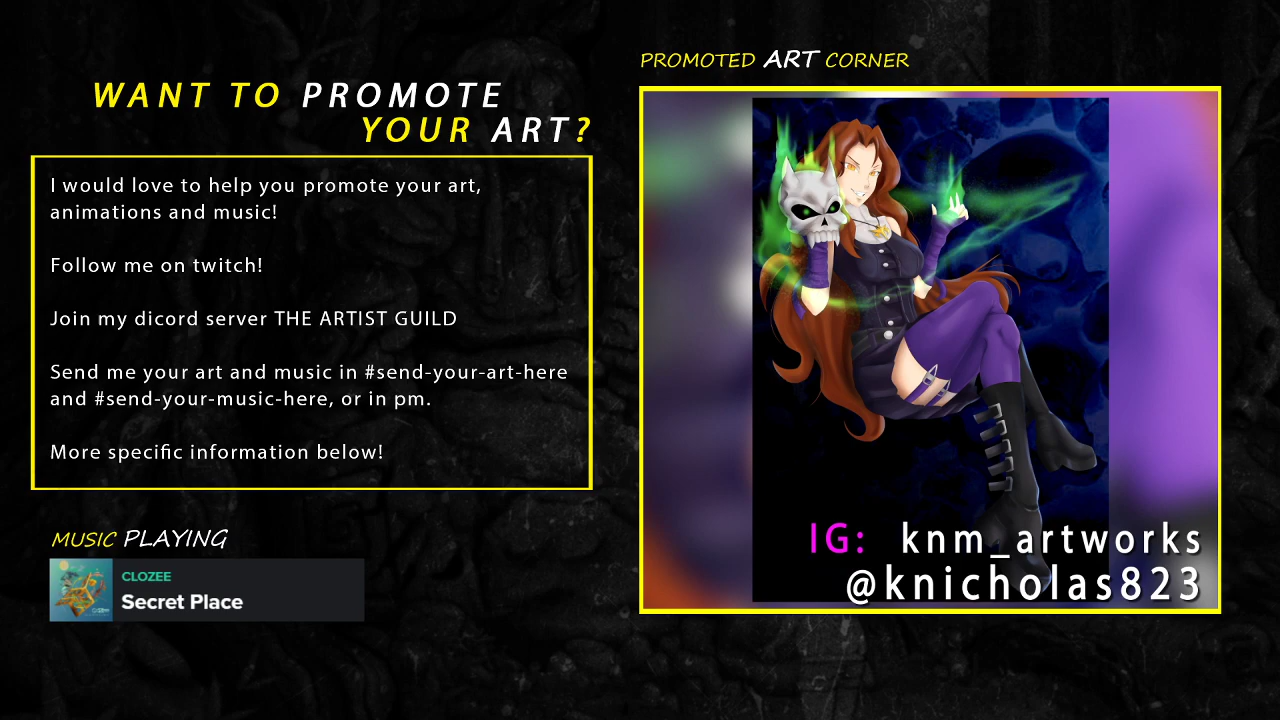 WANT TO PROMOTE
YOUR ART?
I would love to help you promote your art,
animations and music!
Follow me on twitch!
Join my dicord server THE ARTIST GUILD
Send me your art and music in #send-your-art-here
and #send-your-music-here, or in pm.
More specific information below!
MUSIC PLAYING
CLOZEE
Secret Place
PROMOTED ART CORNER
IG: knm_artworks
@knicholas823